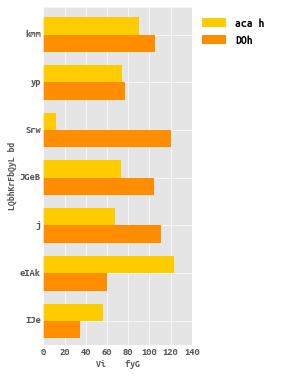 aca h
DOh
kmm
yp
Srw
JGeB
j
eIAk
IJe
LQbhKrFbQyL bd
0 20 40 60 80 100 120 140
Vi fyG